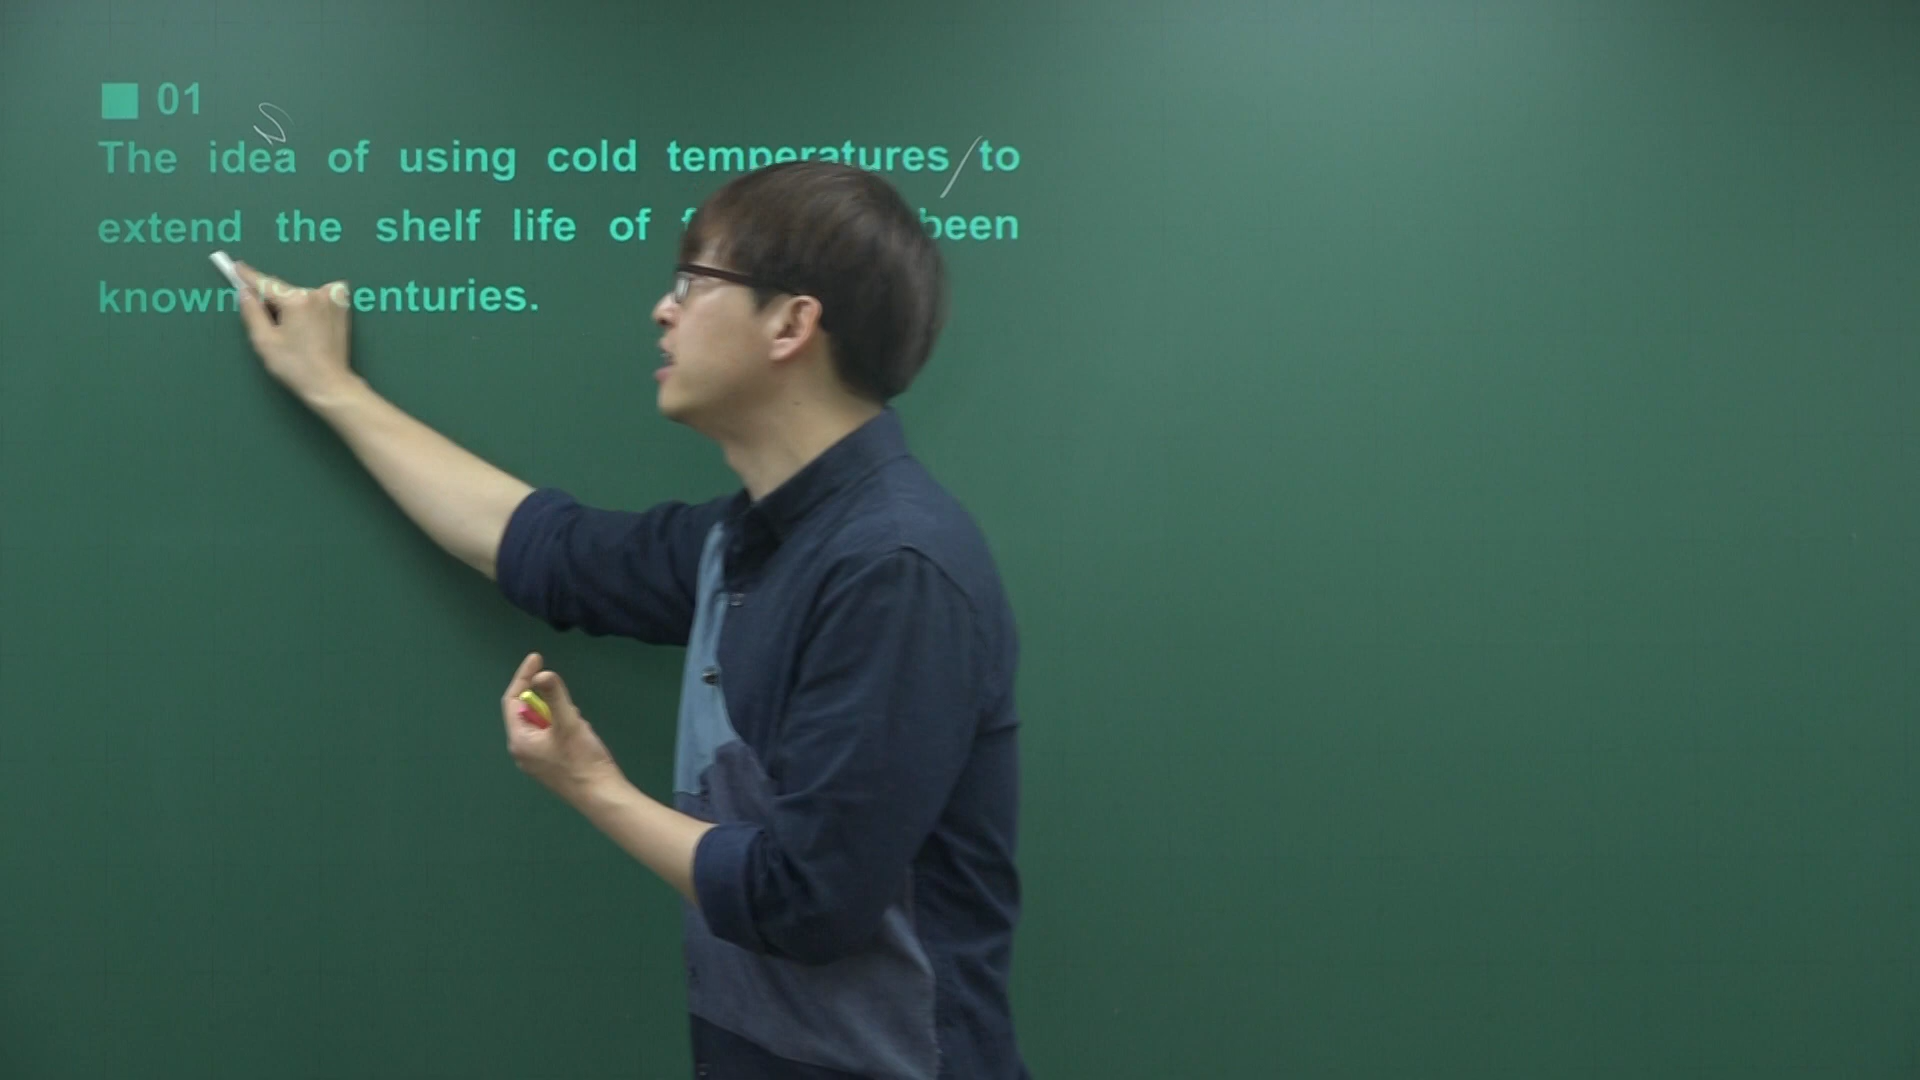 ■ 01
The idea of using cold temperatures to
extend the shelf life of been
known centuries.